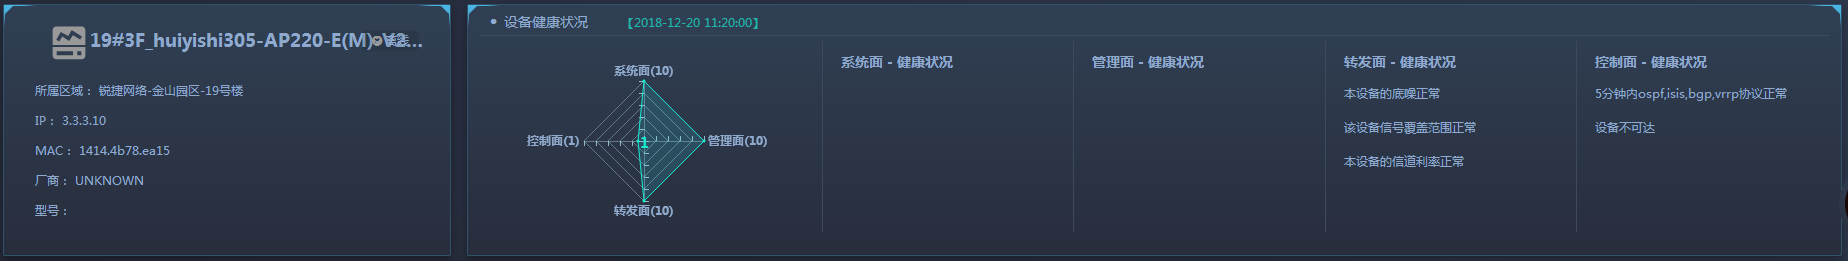 19#3F_huiyishi305-AP220-E(M)-V2...
所属区域： 锐捷网络-金山园区-19号楼
IP： 3.3.3.10
MAC： 1414.4b78.ea15
厂商： UNKNOWN
型号：
设备健康状况 【2018-12-20 11:20:00】
系统面(10)
控制面(1)
1
管理面(10)
转发面(10)
系统面 - 健康状况
管理面 - 健康状况
转发面 - 健康状况
本设备的底噪正常
该设备信号覆盖范围正常
本设备的信道利率正常
控制面 - 健康状况
5分钟内ospf,isis,bgp,vrrp协议正常
设备不可达